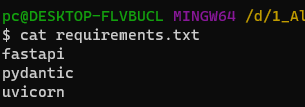 pc@DESKTOP-FLVBUCL MINGW64 /d/1_Al
$ cat requirements.txt
fastapi
pydantic
uvicorn